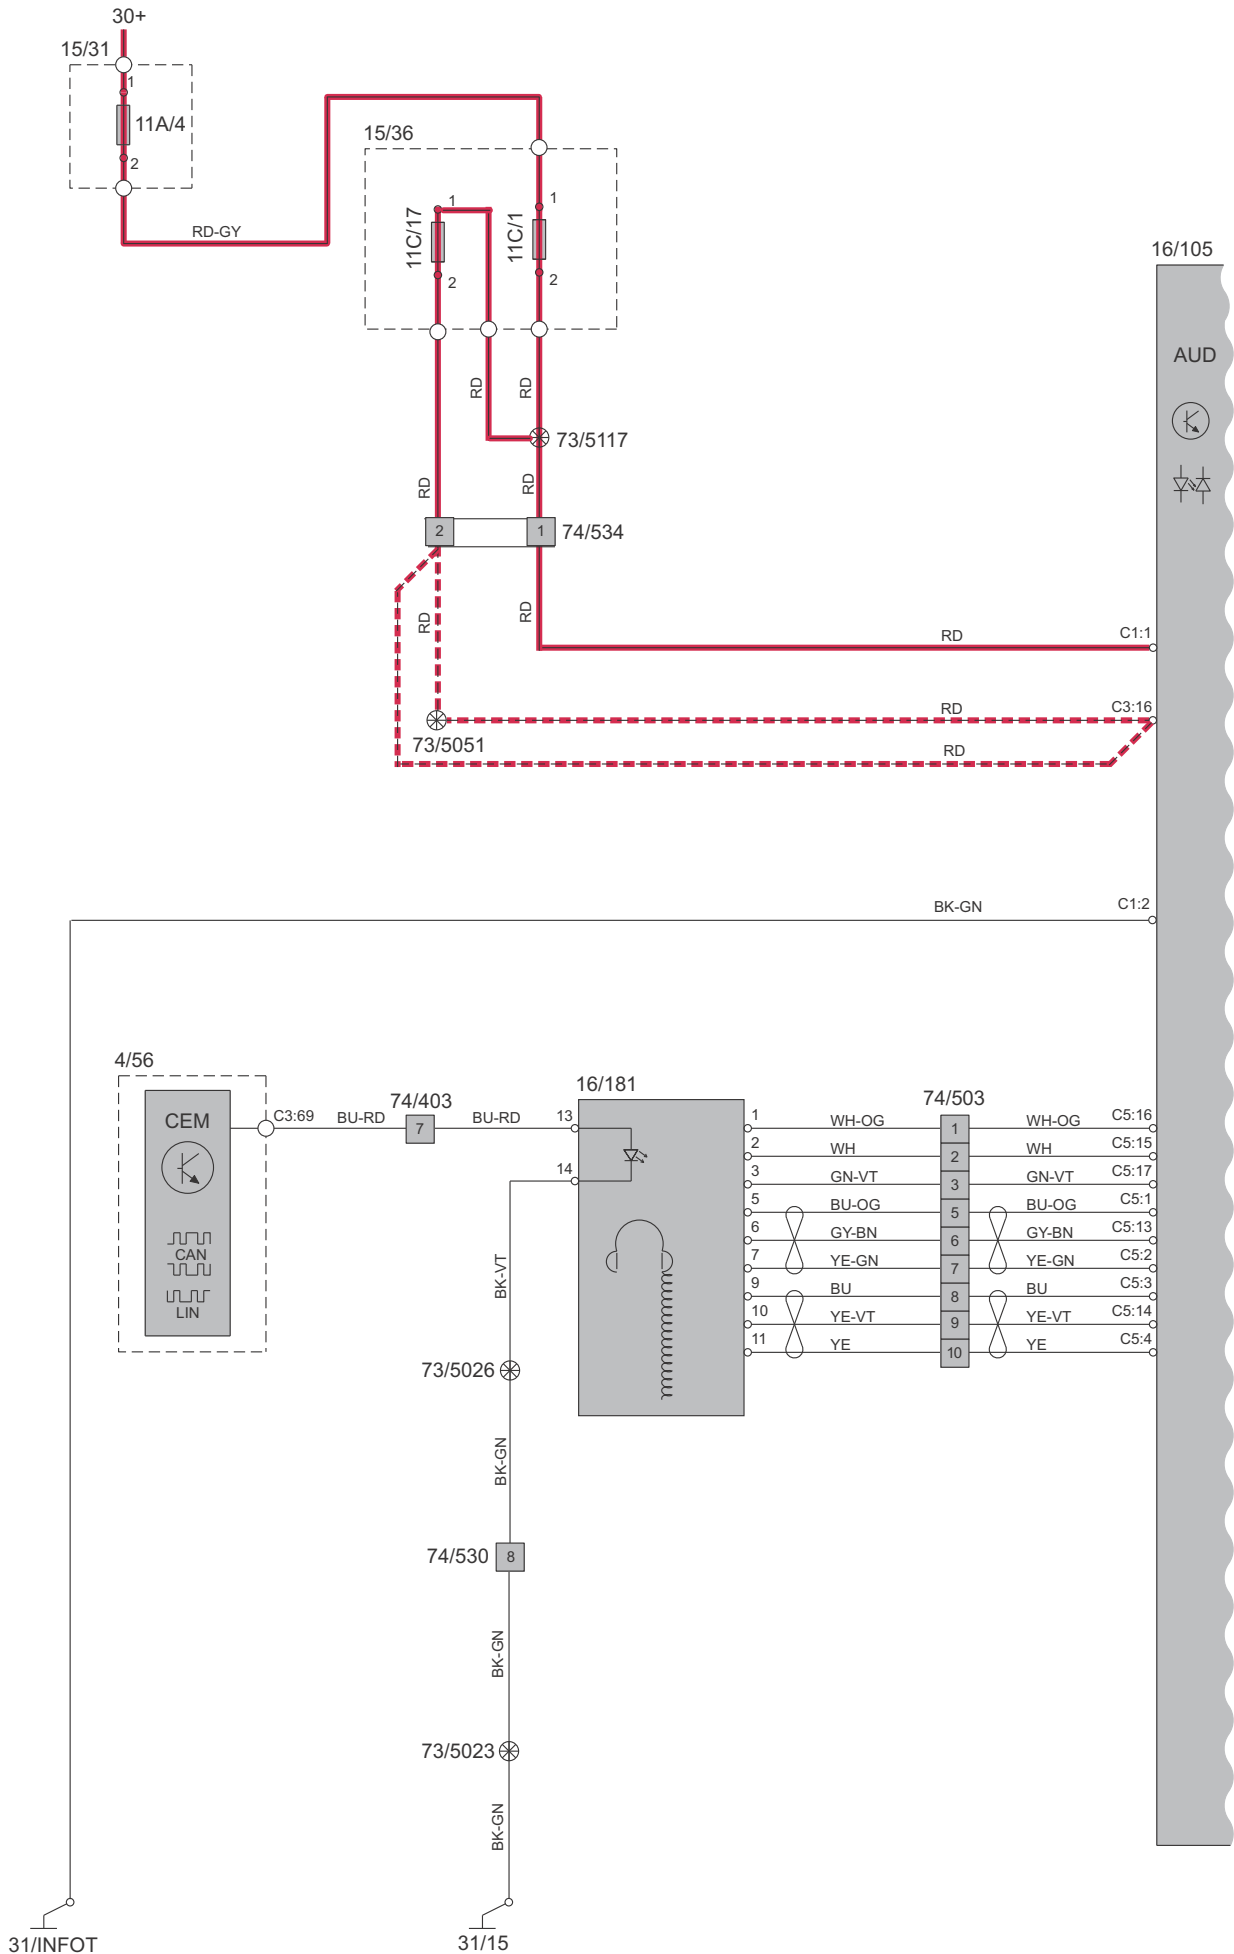 30+
15/31
1
11A/4
2
RD-GY
15/36
1
1
11C/17
11C/1
2
2
16/105
AUD
RD
RD
73/5117
RD
RD
2
1
74/534
RD
RD
RD
C1:1
RD
C3:16
73/5051
RD
BK-GN
C1:2
4/56
CEM
CAN
LIN
C3:69
BU-RD
74/403
7
BU-RD
13
14
16/181
74/503
1
WH-OG
1
WH-OG
C5:16
2
WH
2
WH
C5:15
3
GN-VT
3
GN-VT
C5:17
5
BU-OG
5
BU-OG
C5:1
6
GY-BN
6
GY-BN
C5:13
7
YE-GN
7
YE-GN
C5:2
9
BU
8
BU
C5:3
10
YE-VT
9
YE-VT
C5:14
11
YE
10
YE
C5:4
BK-VT
73/5026
BK-GN
74/530
8
BK-GN
73/5023
BK-GN
31/INFOT
31/15